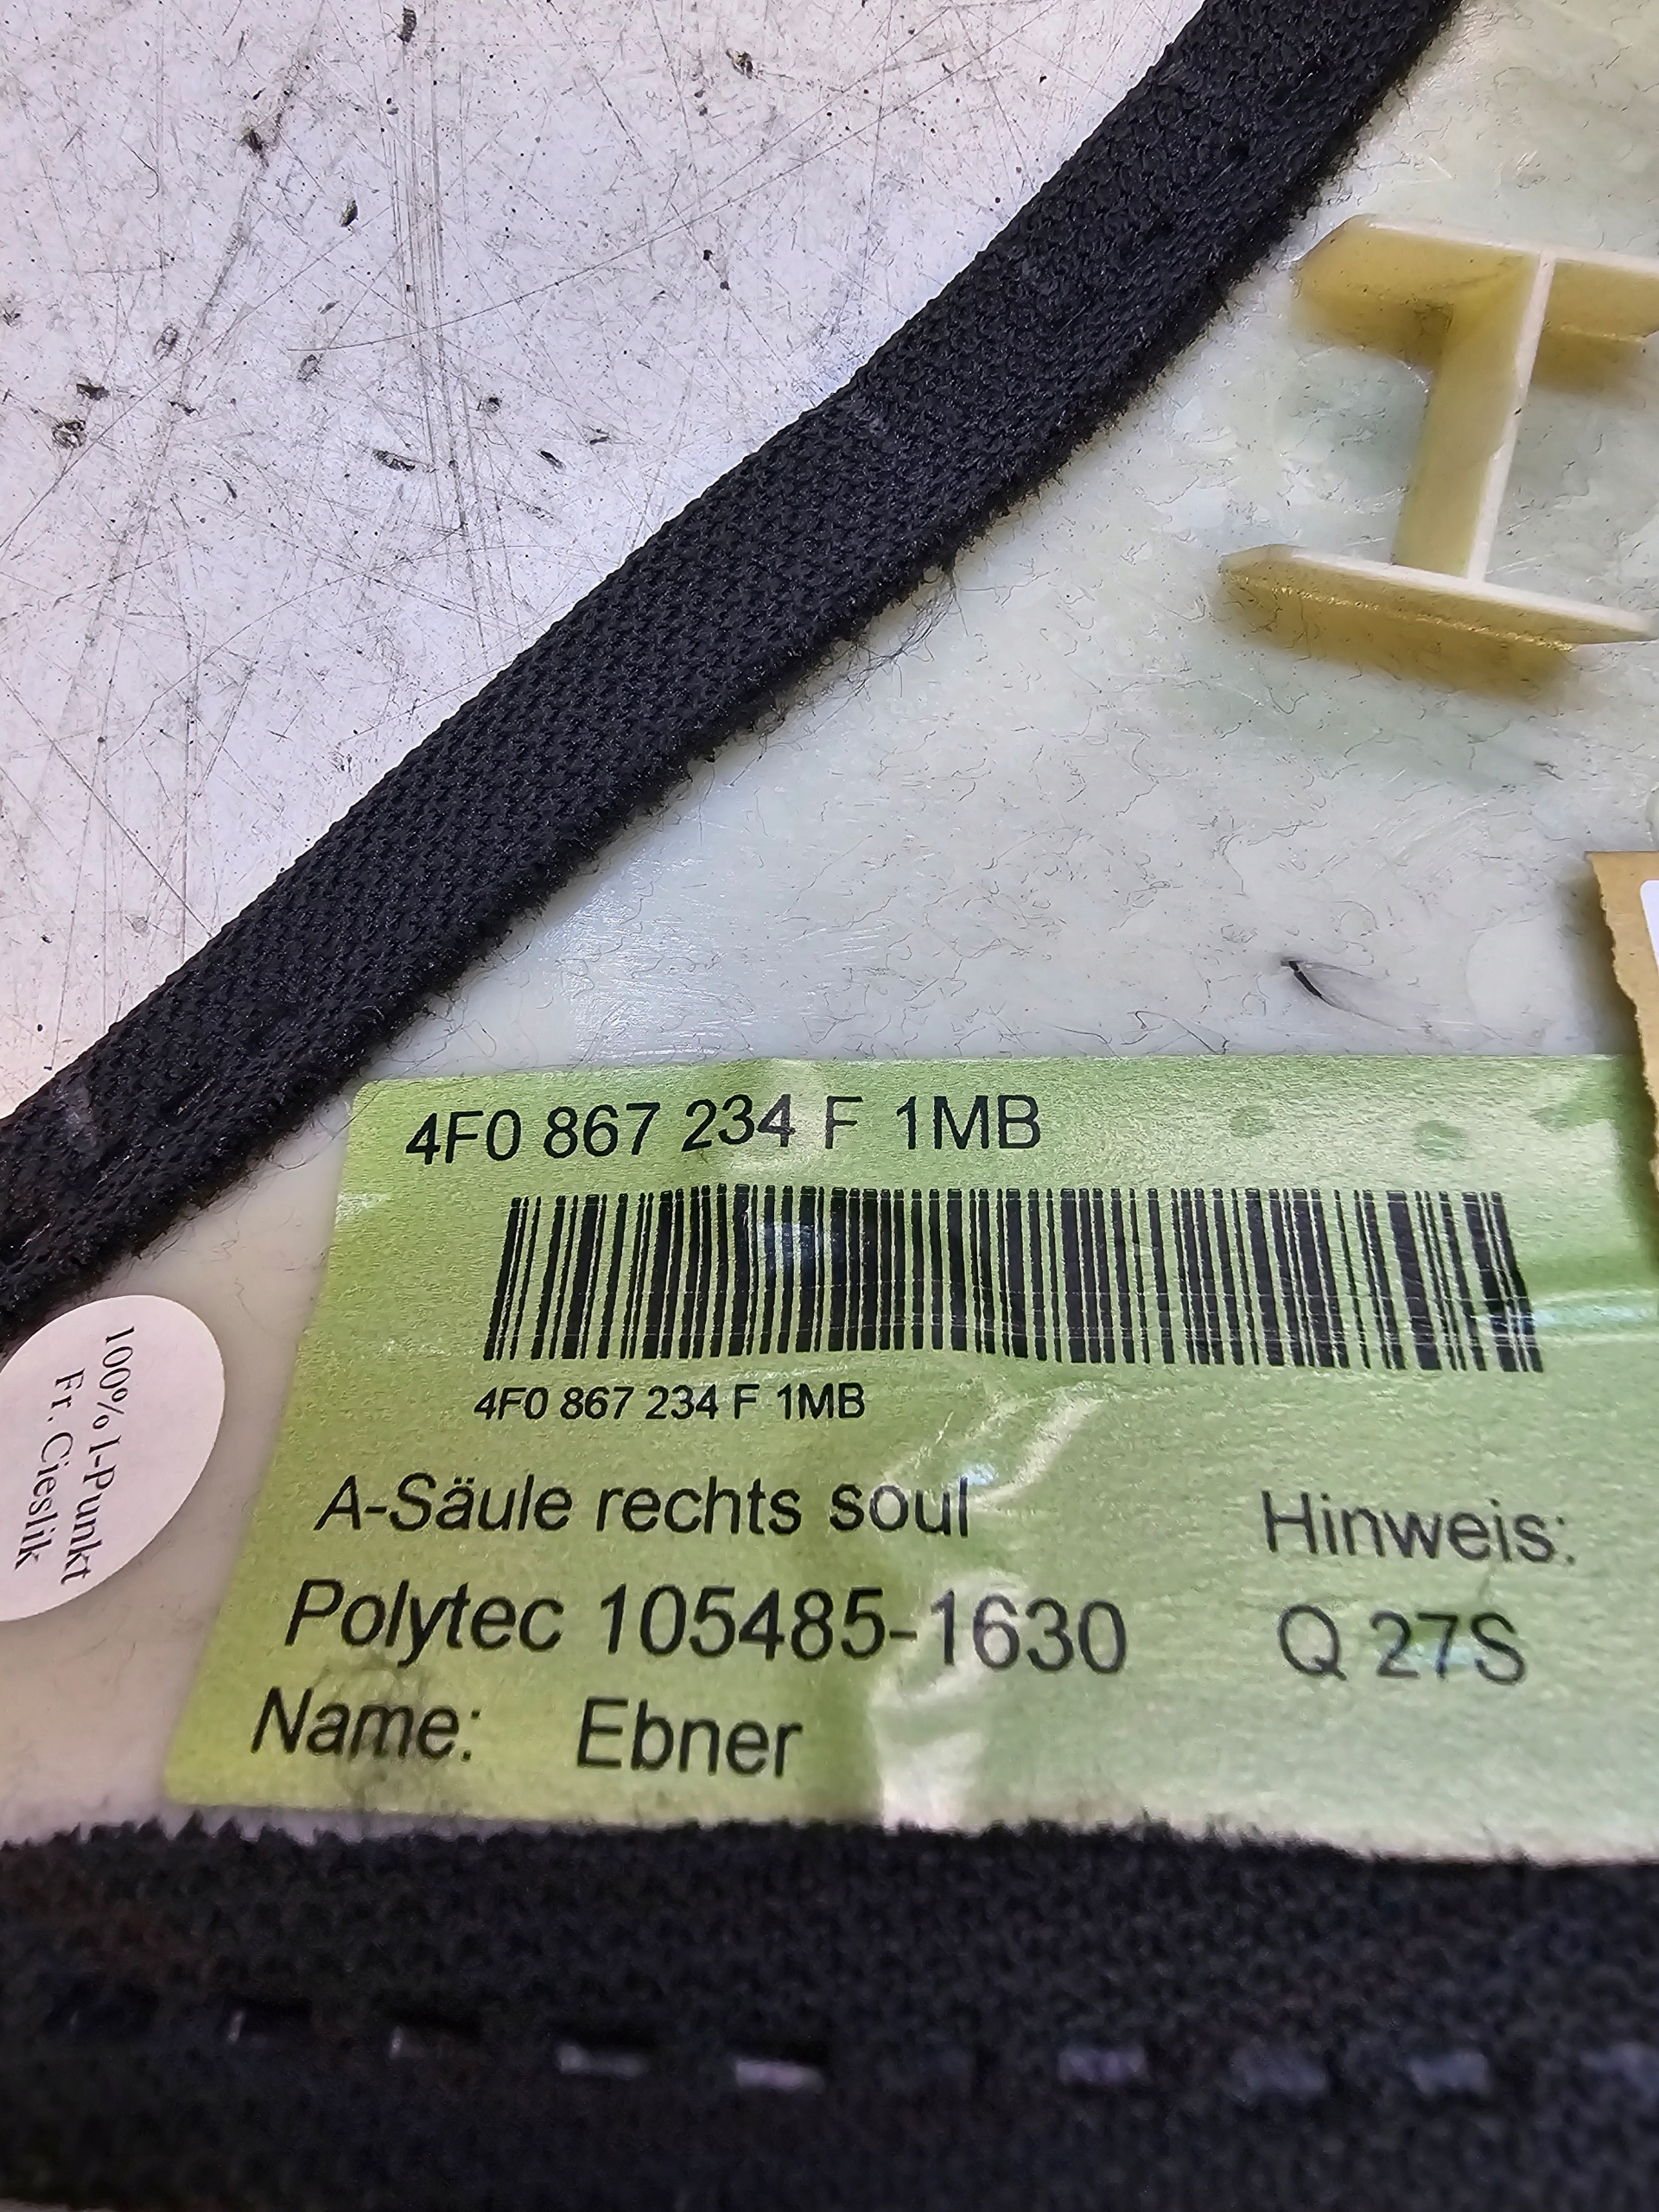 4F0 867 234 F 1MB
4F0 867 234 F 1MB
A-Säule rechts soul
Hinweis:
Polytec 105485-1630
Q 27S
Name: Ebner
100% I-Punkt
Fr. Cieslik